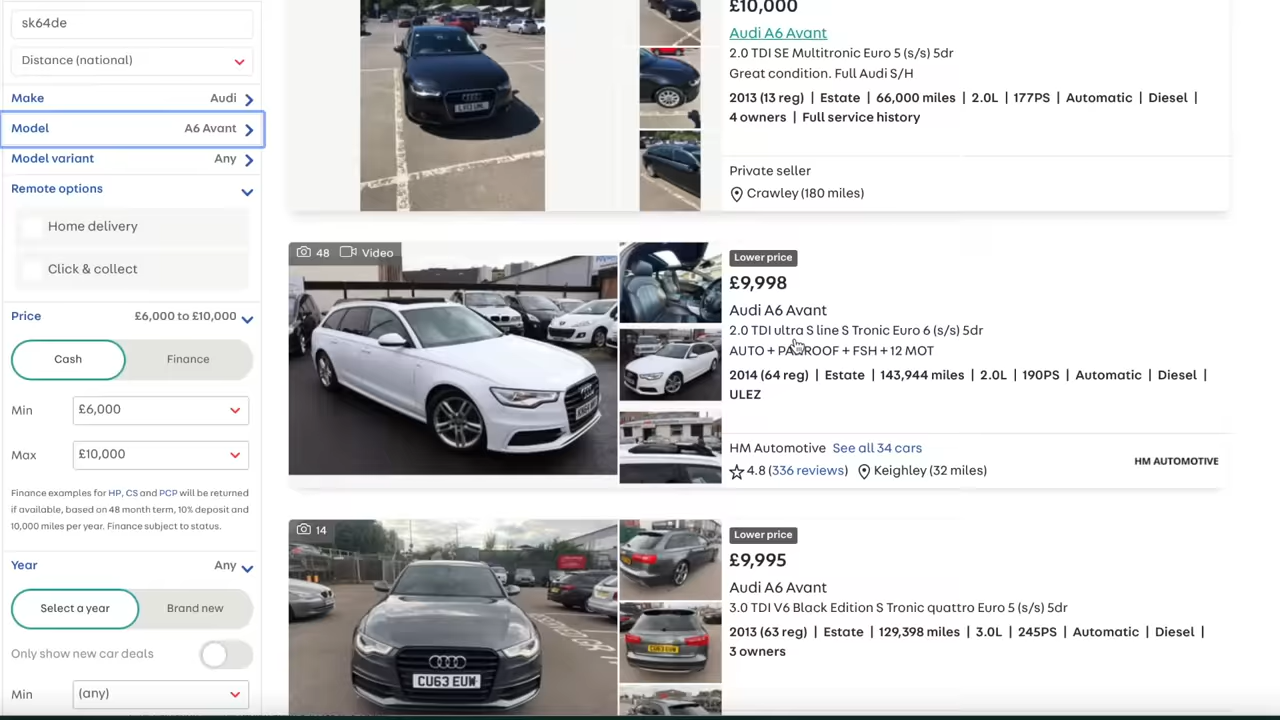 sk64de
Distance (national)
Make Audi
Model A6 Avant
Model variant Any
Remote options
Home delivery
Click & collect
Price £6,000 to £10,000
Cash Finance
Min £6,000
Max £10,000
Finance examples for HP, CS and PCP will be returned
if available, based on 48 month term, 10% deposit and
10,000 miles per year. Finance subject to status.
Year Any
Select a year Brand new
Only show new car deals
Min (any)
£10,000
Audi A6 Avant
2.0 TDI SE Multitronic Euro 5 (s/s) 5dr
Great condition. Full Audi S/H
2013 (13 reg) | Estate | 66,000 miles | 2.0L | 177PS | Automatic | Diesel |
4 owners | Full service history
Private seller
Crawley (180 miles)
48 Video
Lower price
£9,998
Audi A6 Avant
2.0 TDI ultra S line S Tronic Euro 6 (s/s) 5dr
AUTO + PAN ROOF + FSH + 12 MOT
2014 (64 reg) | Estate | 143,944 miles | 2.0L | 190PS | Automatic | Diesel |
ULEZ
HM Automotive See all 34 cars
4.8 (336 reviews) Keighley (32 miles)
HM AUTOMOTIVE
14
CU63 EUW
Lower price
£9,995
Audi A6 Avant
3.0 TDI V6 Black Edition S Tronic quattro Euro 5 (s/s) 5dr
2013 (63 reg) | Estate | 129,398 miles | 3.0L | 245PS | Automatic | Diesel |
3 owners